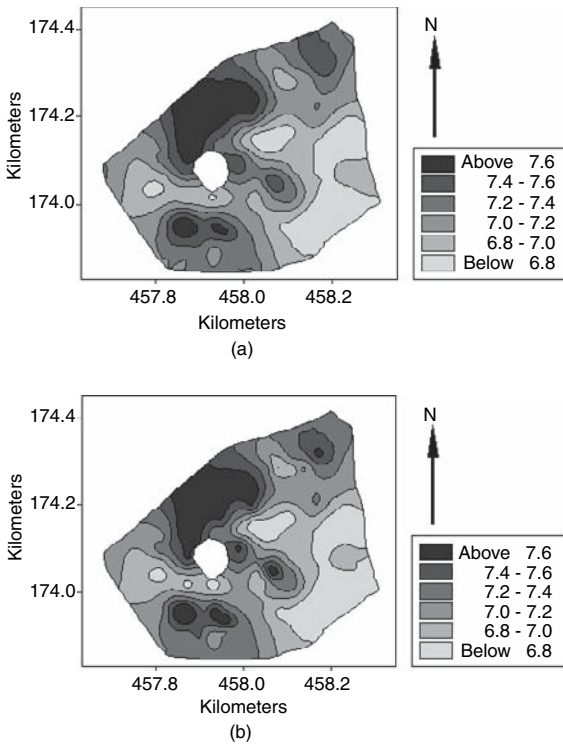 174.4
174.2
174.0
Kilometers
457.8 458.0 458.2
Kilometers
N
Above 7.6
7.4 - 7.6
7.2 - 7.4
7.0 - 7.2
6.8 - 7.0
Below 6.8
(a)
174.4
174.2
174.0
Kilometers
457.8 458.0 458.2
Kilometers
N
Above 7.6
7.4 - 7.6
7.2 - 7.4
7.0 - 7.2
6.8 - 7.0
Below 6.8
(b)